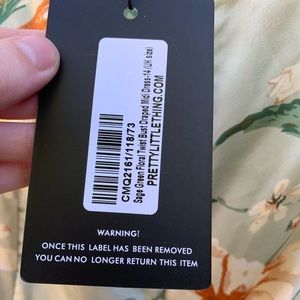 CMQ2161/118/73
Sage Green Floral Twist Bust Draped Midi Dress-14 (UK size)
PRETTYLITTLETHING.COM
WARNING!
ONCE THIS LABEL HAS BEEN REMOVED
YOU CAN NO LONGER RETURN THIS ITEM